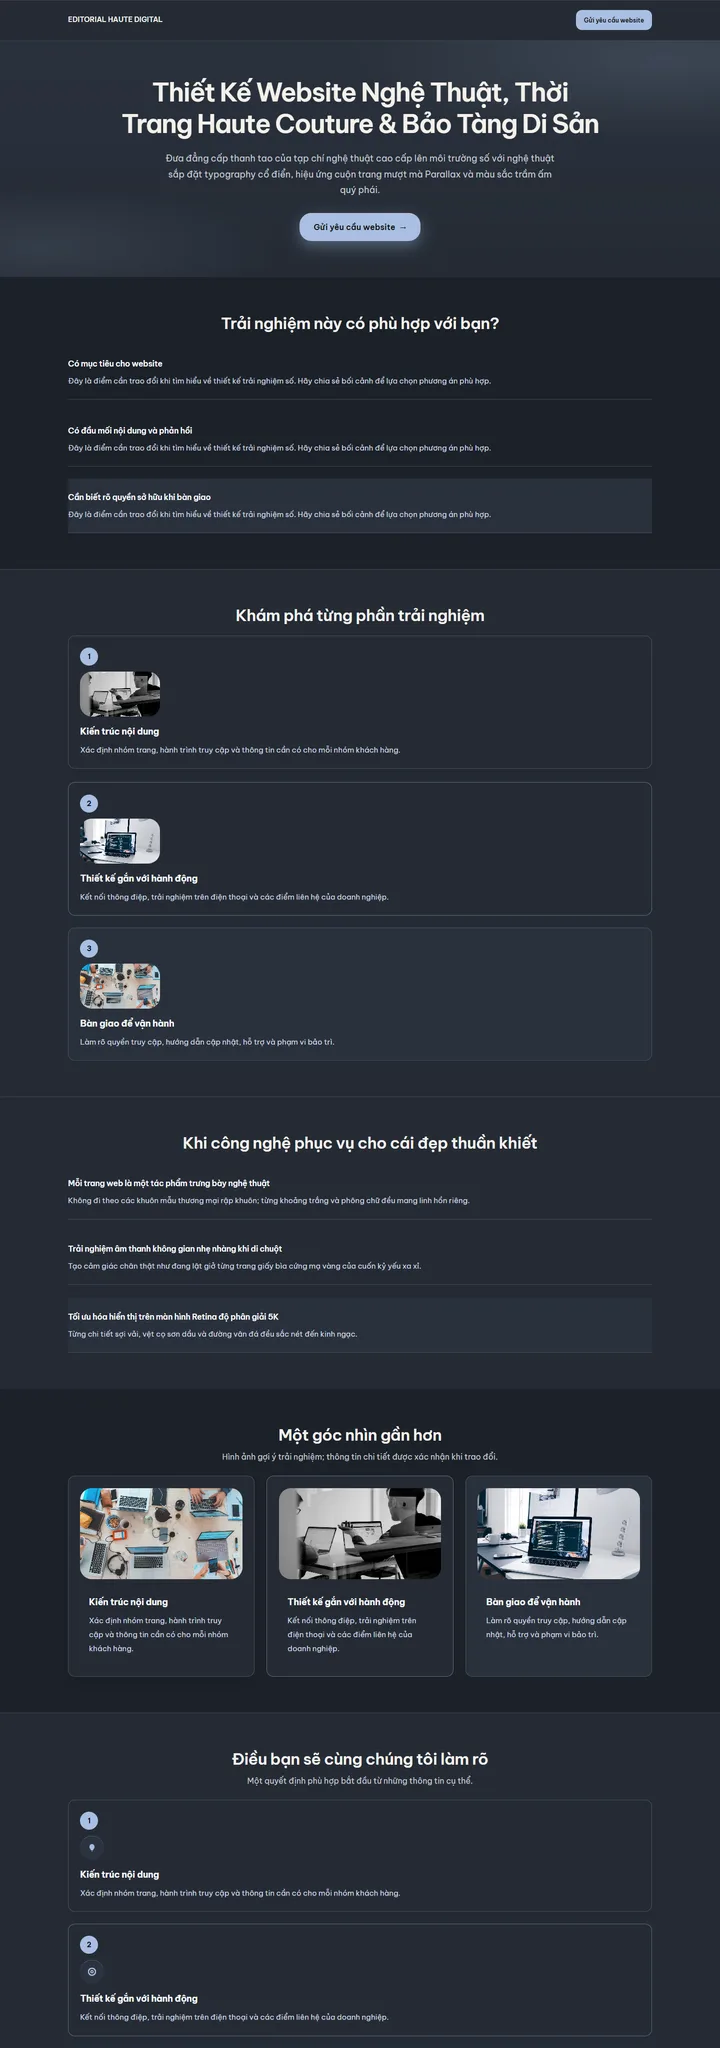 EDITORIAL HAUTE DIGITAL
Gửi yêu cầu website
Thiết Kế Website Nghệ Thuật, Thời
Trang Haute Couture & Bảo Tàng Di Sản
Đưa đẳng cấp thanh tao của tạp chí nghệ thuật cao cấp lên môi trường số với nghệ thuật
sắp đặt typography cổ điển, hiệu ứng cuộn trang mượt mà Parallax và màu sắc trầm ấm
quý phái.
Gửi yêu cầu website →
Trải nghiệm này có phù hợp với bạn?
Có mục tiêu cho website
Đây là điểm cần trao đổi khi tìm hiểu về thiết kế trải nghiệm số. Hãy chia sẻ bối cảnh để lựa chọn phương án phù hợp.
Có đầu mối nội dung và phản hồi
Đây là điểm cần trao đổi khi tìm hiểu về thiết kế trải nghiệm số. Hãy chia sẻ bối cảnh để lựa chọn phương án phù hợp.
Cần biết rõ quyền sở hữu khi bàn giao
Đây là điểm cần trao đổi khi tìm hiểu về thiết kế trải nghiệm số. Hãy chia sẻ bối cảnh để lựa chọn phương án phù hợp.
Khám phá từng phần trải nghiệm
1
Kiến trúc nội dung
Xác định nhóm trang, hành trình truy cập và thông tin cần có cho mỗi nhóm khách hàng.
2
Thiết kế gắn với hành động
Kết nối thông điệp, trải nghiệm trên điện thoại và các điểm liên hệ của doanh nghiệp.
3
Bàn giao để vận hành
Làm rõ quyền truy cập, hướng dẫn cập nhật, hỗ trợ và phạm vi bảo trì.
Khi công nghệ phục vụ cho cái đẹp thuần khiết
Mỗi trang web là một tác phẩm trưng bày nghệ thuật
Không đi theo các khuôn mẫu thương mại rập khuôn; từng khoảng trắng và phông chữ đều mang linh hồn riêng.
Trải nghiệm âm thanh không gian nhẹ nhàng khi di chuột
Tạo cảm giác chân thật như đang lật giở từng trang giấy bìa cứng mạ vàng của cuốn kỷ yếu xa xỉ.
Tối ưu hóa hiển thị trên màn hình Retina độ phân giải 5K
Từng chi tiết sợi vải, vệt cọ sơn dầu và đường vân đá đều sắc nét đến kinh ngạc.
Một góc nhìn gần hơn
Hình ảnh gợi ý trải nghiệm; thông tin chi tiết được xác nhận khi trao đổi.
Kiến trúc nội dung
Xác định nhóm trang, hành trình truy
cập và thông tin cần có cho mỗi nhóm
khách hàng.
Thiết kế gắn với hành động
Kết nối thông điệp, trải nghiệm trên
điện thoại và các điểm liên hệ của
doanh nghiệp.
Bàn giao để vận hành
Làm rõ quyền truy cập, hướng dẫn cập
nhật, hỗ trợ và phạm vi bảo trì.
Điều bạn sẽ cùng chúng tôi làm rõ
Một quyết định phù hợp bắt đầu từ những thông tin cụ thể.
1
Kiến trúc nội dung
Xác định nhóm trang, hành trình truy cập và thông tin cần có cho mỗi nhóm khách hàng.
2
Thiết kế gắn với hành động
Kết nối thông điệp, trải nghiệm trên điện thoại và các điểm liên hệ của doanh nghiệp.